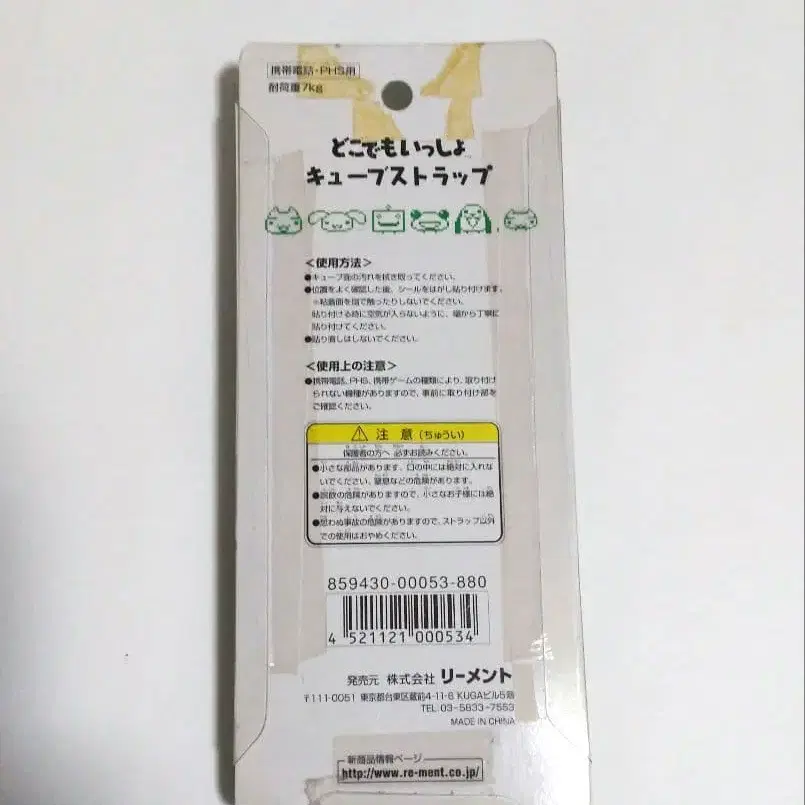 携帯電話・PHS用
耐荷重7kg
どこでもいっしょ
キューブストラップ
<使用方法>
●キューブ面の汚れを拭き取ってください。
●位置をよく確認した後、シールをはがし貼り付けます。
※粘着面を指で触ったりしないでください。
貼り付ける時に空気が入らないように、端から丁寧に
貼り付けてください。
●貼り直しはしないでください。
<使用上の注意>
●携帯電話、PHS、携帯ゲームの種類により、取り付け
られない機種がありますので、事前に取り付け部を
ご確認ください。
注意(ちゅうい)
保護者の方へ 必ずお読みください。
●小さな部品があります、口の中には絶対に入れな
いでください、窒息などの危険があります。
●誤飲の危険がありますので、小さなお子様には絶
対に与えないでください。
●思わぬ事故の危険がありますので、ストラップ以外
での使用はおやめください。
859430-00053-880
4 521121 000534
発売元 株式会社 リーメント
〒111-0051 東京都台東区蔵前4-11-6 KUGAビル5階
TEL 03-5833-7553
MADE IN CHINA
新商品情報ページ
http://www.re-ment.co.jp/